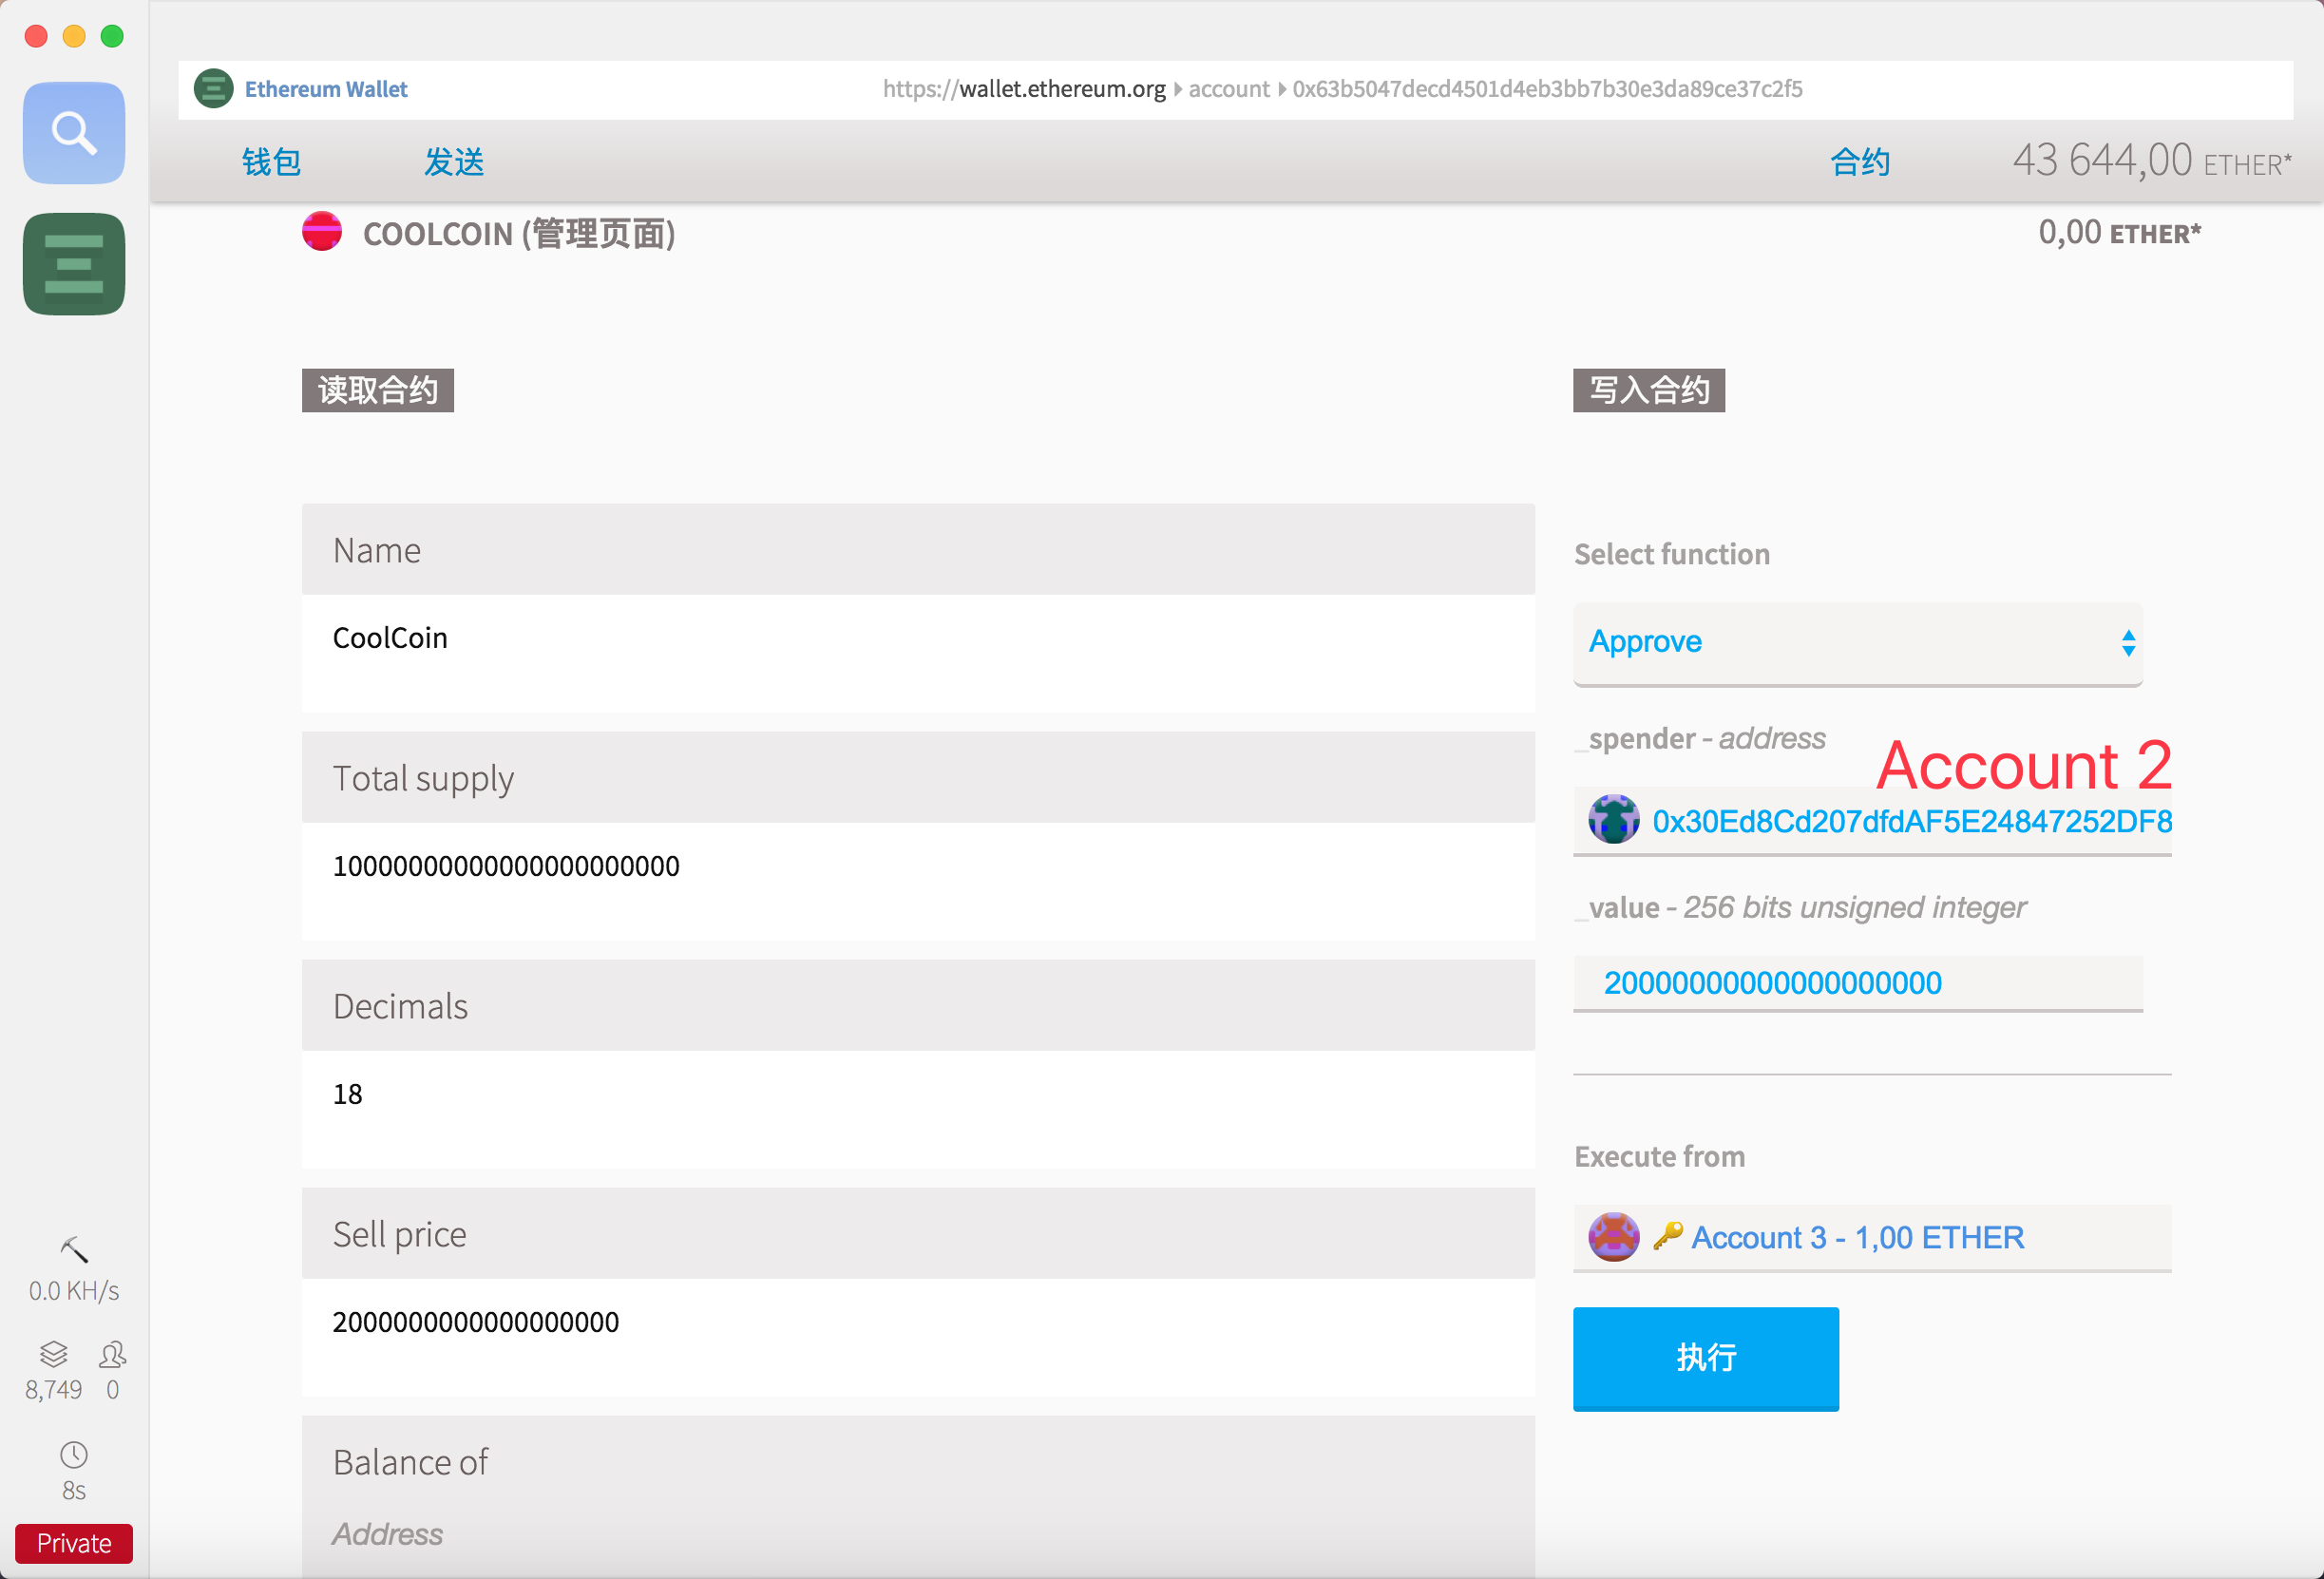 Ethereum Wallet
https://wallet.ethereum.org account 0x63b5047decd4501d4eb3bb7b30e3da89ce37c2f5
钱包 发送 合约 43 644,00 ETHER*
COOLCOIN (管理页面) 0,00 ETHER*
读取合约
Name
CoolCoin
Total supply
10000000000000000000000
Decimals
18
Sell price
2000000000000000000
Balance of
Address
写入合约
Select function
Approve
_spender - address
Account 2
0x30Ed8Cd207dfdAF5E24847252DF8
_value - 256 bits unsigned integer
20000000000000000000
Execute from
Account 3 - 1,00 ETHER
执行
0.0 KH/s
8,749 0
8s
Private